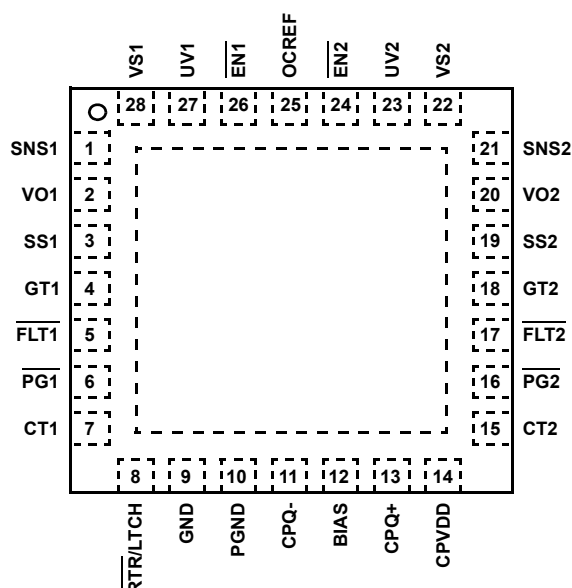 VS1
UV1
EN1
OCREF
EN2
UV2
VS2
28 27 26 25 24 23 22
SNS1 1
VO1 2
SS1 3
GT1 4
FLT1 5
PG1 6
CT1 7
21 SNS2
20 VO2
19 SS2
18 GT2
17 FLT2
16 PG2
15 CT2
8 9 10 11 12 13 14
RTR/LTCH
GND
PGND
CPQ-
BIAS
CPQ+
CPVDD